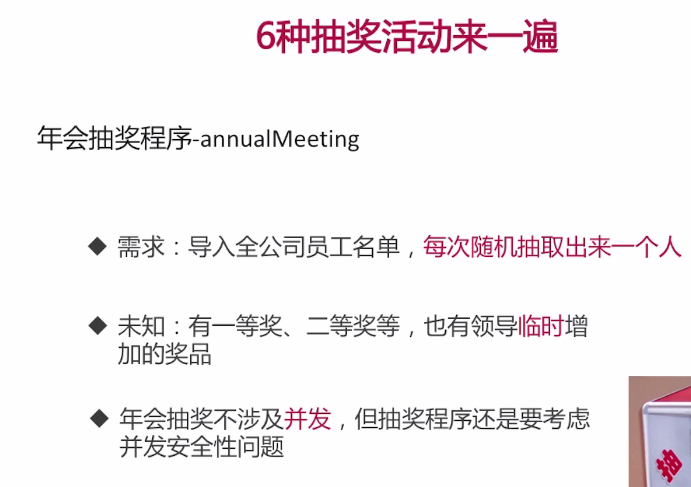 6种抽奖活动来一遍
年会抽奖程序-annualMeeting
◆ 需求：导入全公司员工名单，每次随机抽取出来一个人
◆ 未知：有一等奖、二等奖等，也有领导临时增
加的奖品
◆ 年会抽奖不涉及并发，但抽奖程序还是要考虑
并发安全性问题
抽